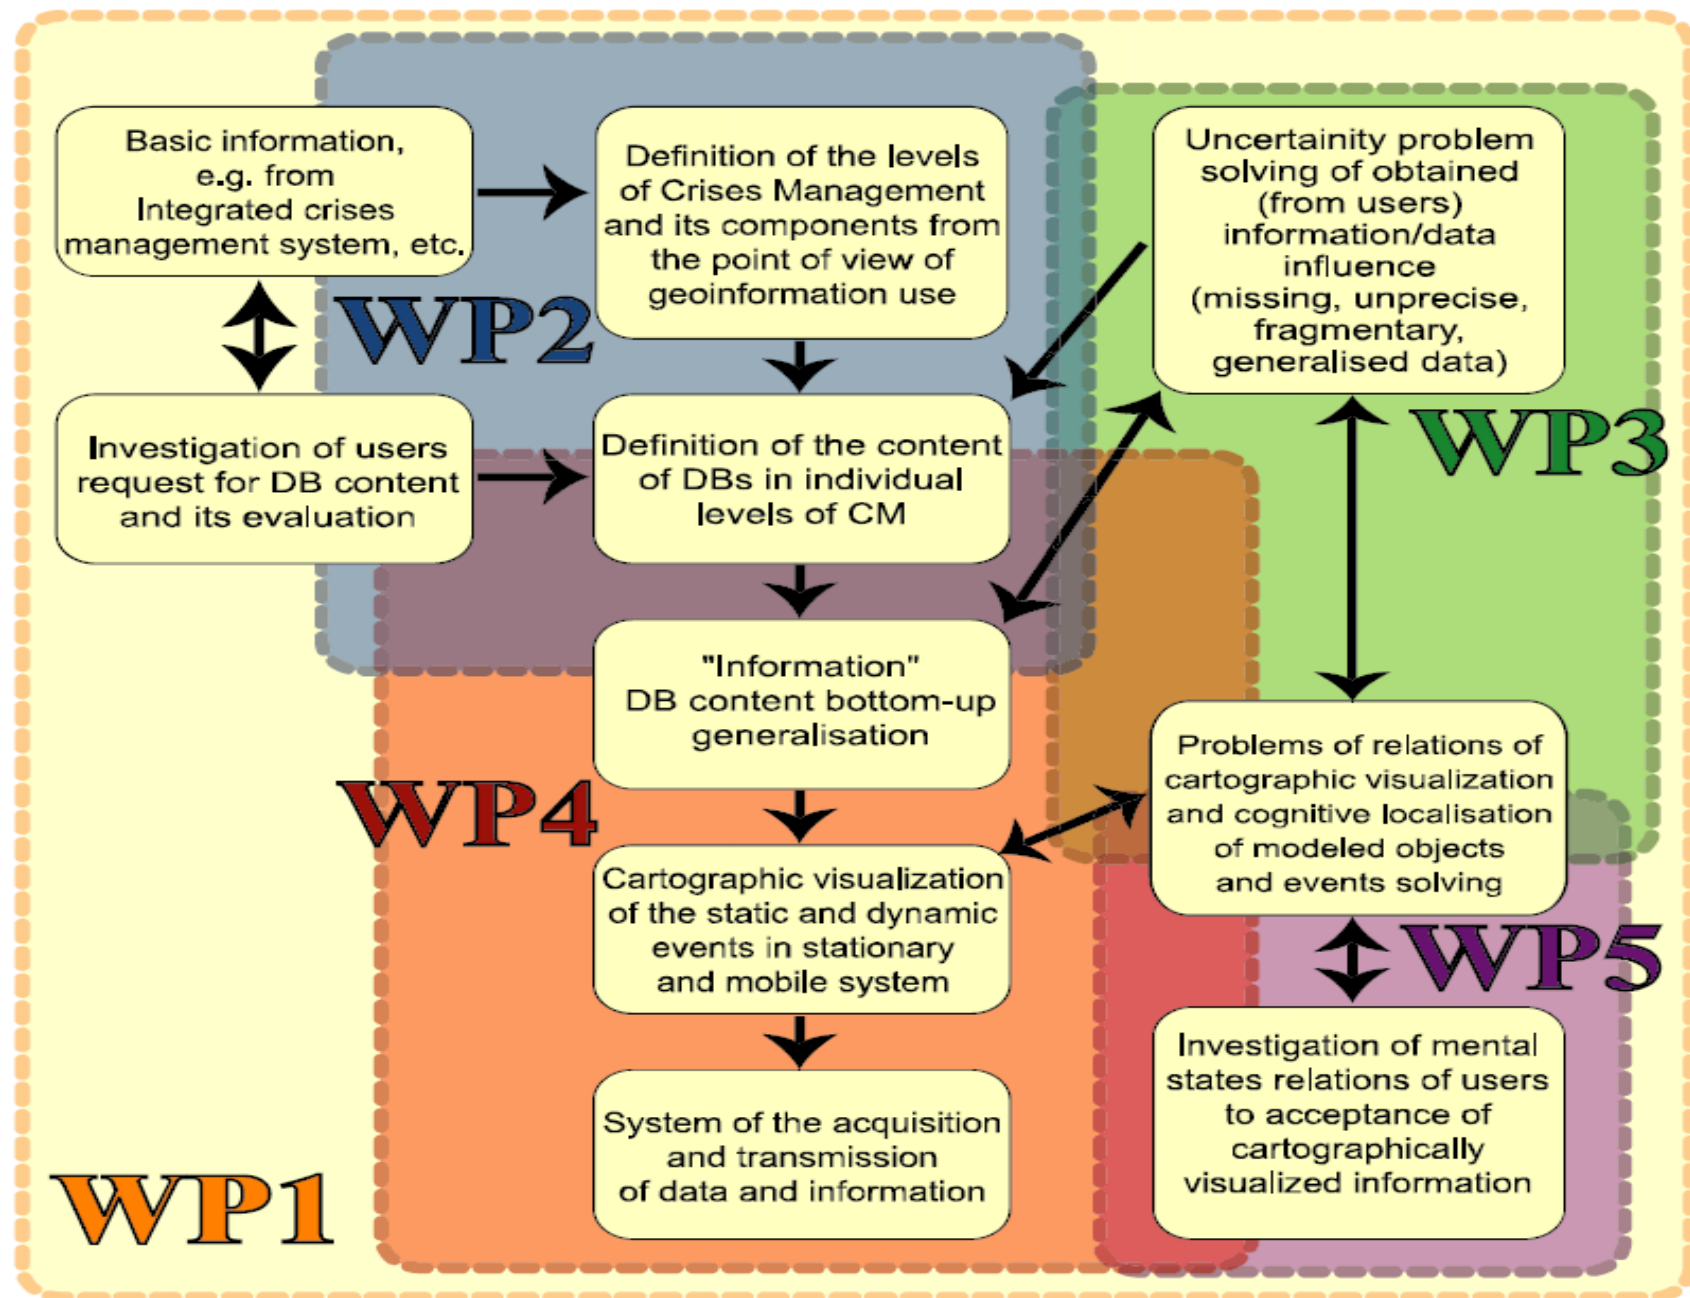 Basic information,
e.g. from
Integrated crises
management system, etc.
Definition of the levels
of Crises Management
and its components from
the point of view of
geoinformation use
Uncertainity problem
solving of obtained
(from users)
information/data
influence
(missing, unprecise,
fragmentary,
generalised data)
WP2
Investigation of users
request for DB content
and its evaluation
Definition of the content
of DBs in individual
levels of CM
WP3
"Information"
DB content bottom-up
generalisation
Problems of relations of
cartographic visualization
and cognitive localisation
of modeled objects
and events solving
WP4
Cartographic visualization
of the static and dynamic
events in stationary
and mobile system
WP5
System of the acquisition
and transmission
of data and information
Investigation of mental
states relations of users
to acceptance of
cartographically
visualized information
WP1